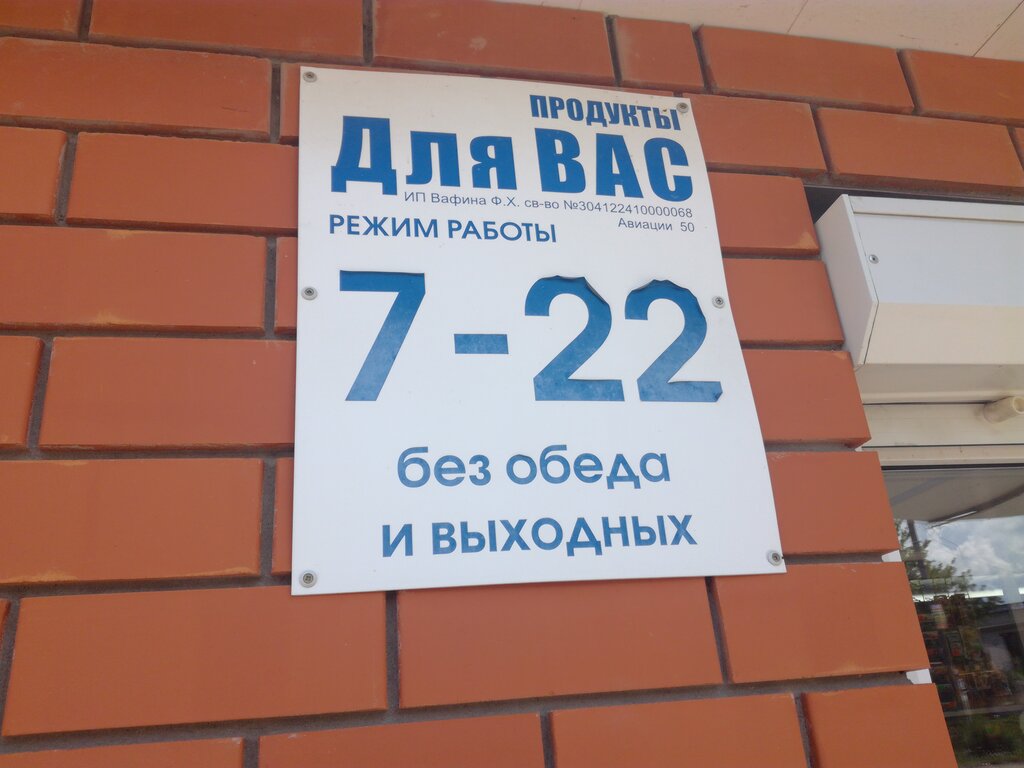 ПРОДУКТЫ
Для ВАС
ИП Вафина Ф.Х. св-во №304122410000068
Авиации 50
РЕЖИМ РАБОТЫ
7-22
без обеда
и выходных